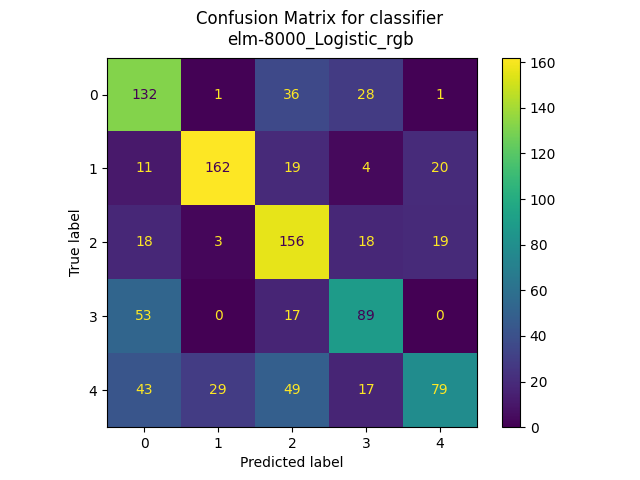 Confusion Matrix for classifier
elm-8000_Logistic_rgb
True label
0 132 1 36 28 1
1 11 162 19 4 20
2 18 3 156 18 19
3 53 0 17 89 0
4 43 29 49 17 79
0 1 2 3 4
Predicted label
160
140
120
100
80
60
40
20
0